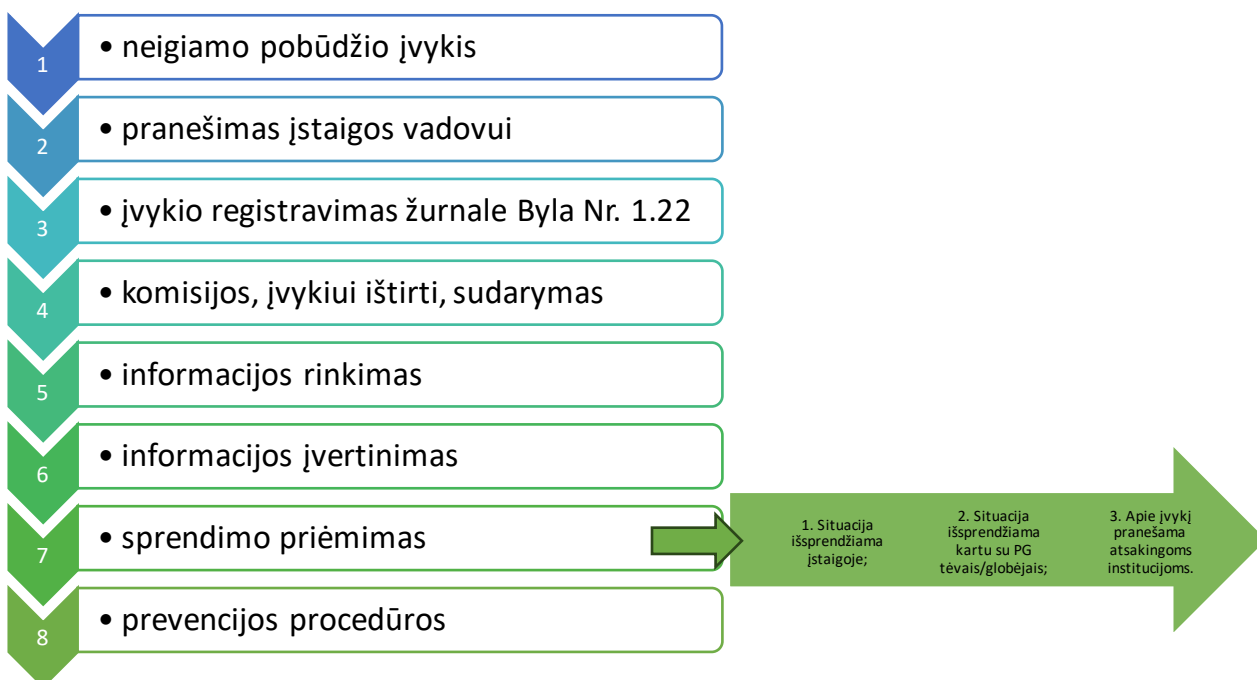 1
• neigiamo pobūdžio įvykis
2
• pranešimas įstaigos vadovui
3
• įvykio registravimas žurnale Byla Nr. 1.22
4
• komisijos, įvykiui ištirti, sudarymas
5
• informacijos rinkimas
6
• informacijos įvertinimas
7
• sprendimo priėmimas
1. Situacija
išsprendžiama
įstaigoje;
2. Situacija
išsprendžiama
kartu su PG
tėvais/globėjais;
3. Apie įvykį
pranešama
atsakingoms
institucijoms.
8
• prevencijos procedūros